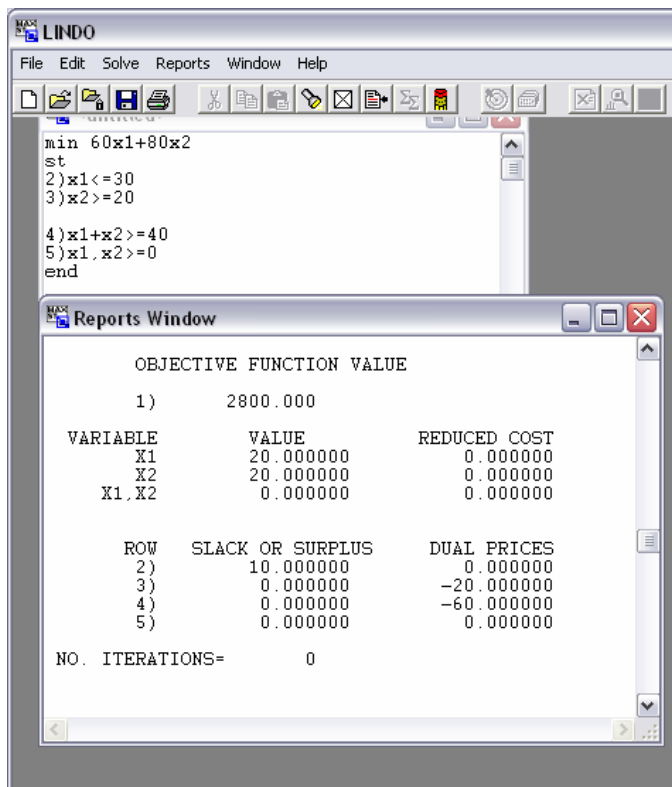 LINDO
File Edit Solve Reports Window Help
min 60x1+80x2
st
2)x1<=30
3)x2>=20
4)x1+x2>=40
5)x1,x2>=0
end
Reports Window
OBJECTIVE FUNCTION VALUE
1) 2800.000
VARIABLE VALUE REDUCED COST
X1 20.000000 0.000000
X2 20.000000 0.000000
X1,X2 0.000000 0.000000
ROW SLACK OR SURPLUS DUAL PRICES
2) 10.000000 0.000000
3) 0.000000 -20.000000
4) 0.000000 -60.000000
5) 0.000000 0.000000
NO. ITERATIONS= 0